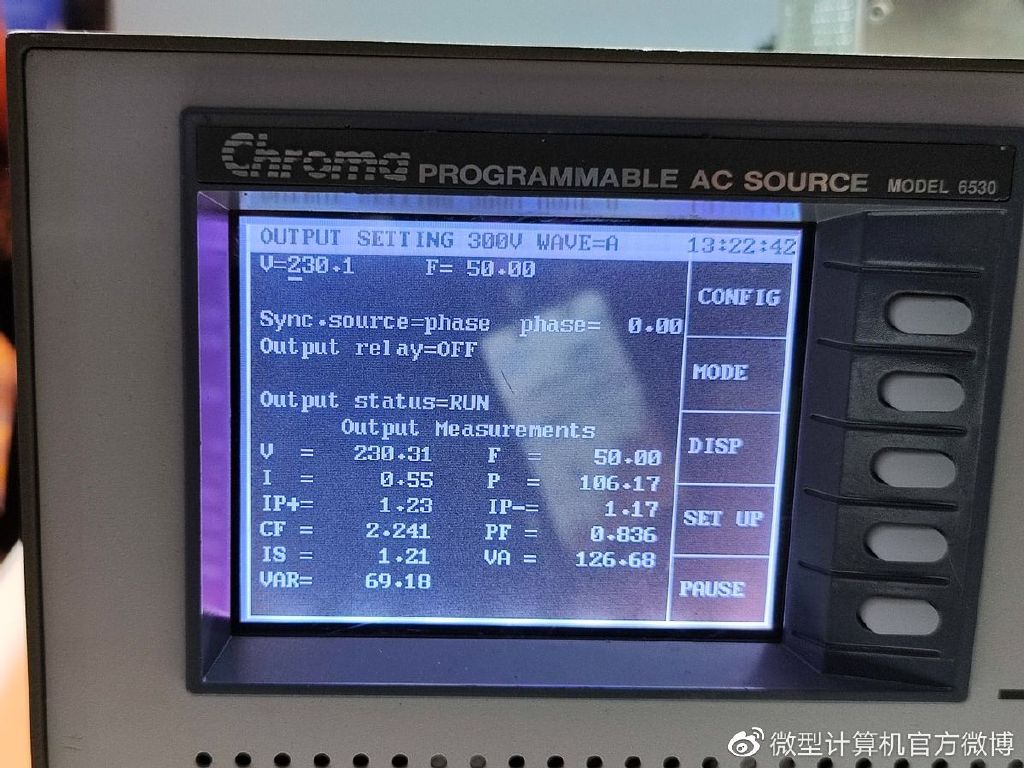 Chroma PROGRAMMABLE AC SOURCE MODEL 6530
OUTPUT SETTING 300V WAVE=A 13:22:42
V=230.1 F= 50.00
CONFIG
Sync.source=phase phase= 0.00
Output relay=OFF
MODE
Output status=RUN
Output Measurements
DISP
V = 230.31 F = 50.00
I = 0.55 P = 106.17
IP+= 1.23 IP-= 1.17
SET UP
CF = 2.241 PF = 0.836
IS = 1.21 VA = 126.68
VAR= 69.18
PAUSE
微型计算机官方微博